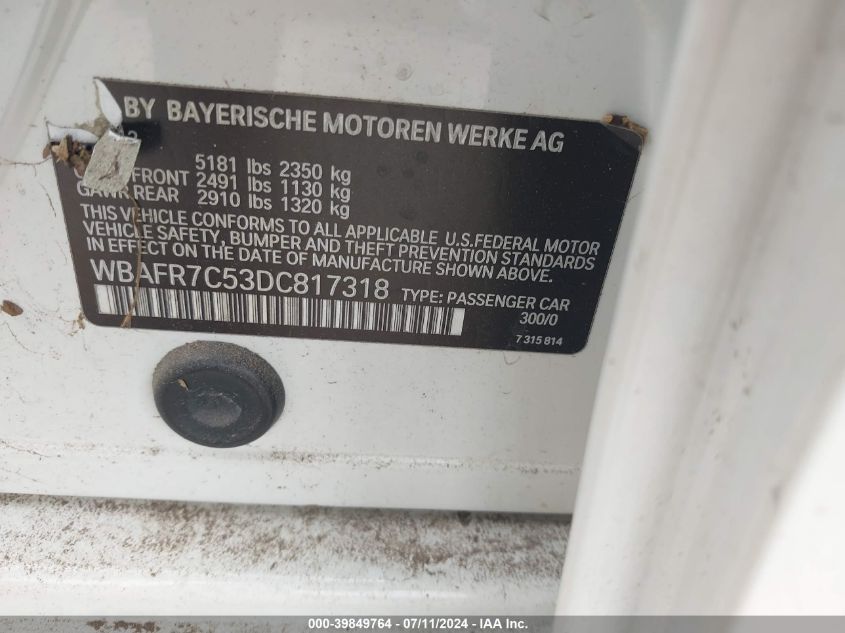 BY BAYERISCHE MOTOREN WERKE AG
5181 lbs 2350 kg
FRONT 2491 lbs 1130 kg
GAWR REAR 2910 lbs 1320 kg
THIS VEHICLE CONFORMS TO ALL APPLICABLE U.S.FEDERAL MOTOR
VEHICLE SAFETY, BUMPER AND THEFT PREVENTION STANDARDS
IN EFFECT ON THE DATE OF MANUFACTURE SHOWN ABOVE.
WBAFR7C53DC817318 TYPE: PASSENGER CAR
300/0
7 315 814
000-39849764 - 07/11/2024 - IAA Inc.